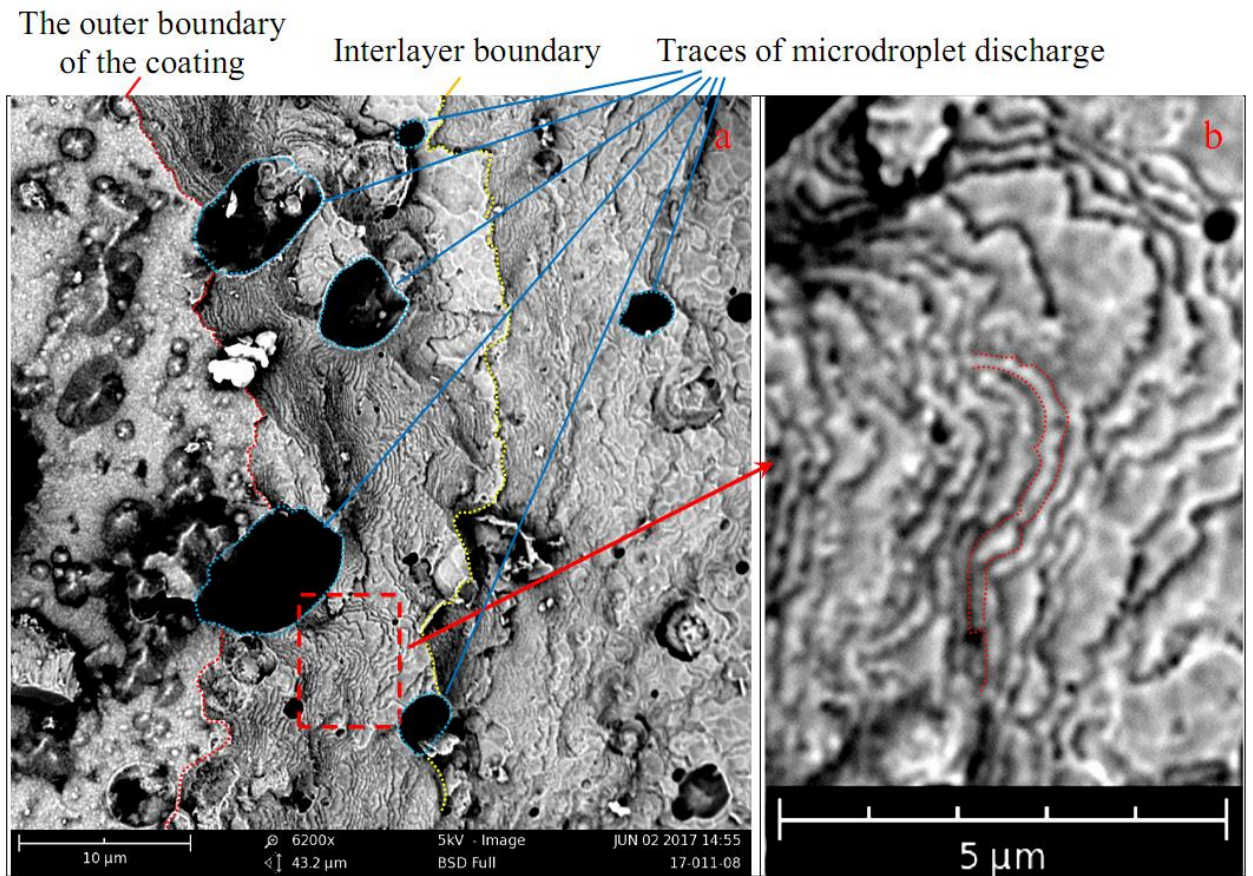 The outer boundary
of the coating
Interlayer boundary
Traces of microdroplet discharge
a
b
10 μm
6200x
43.2 μm
5kV - Image
BSD Full
JUN 02 2017 14:55
17-011-08
5 μm